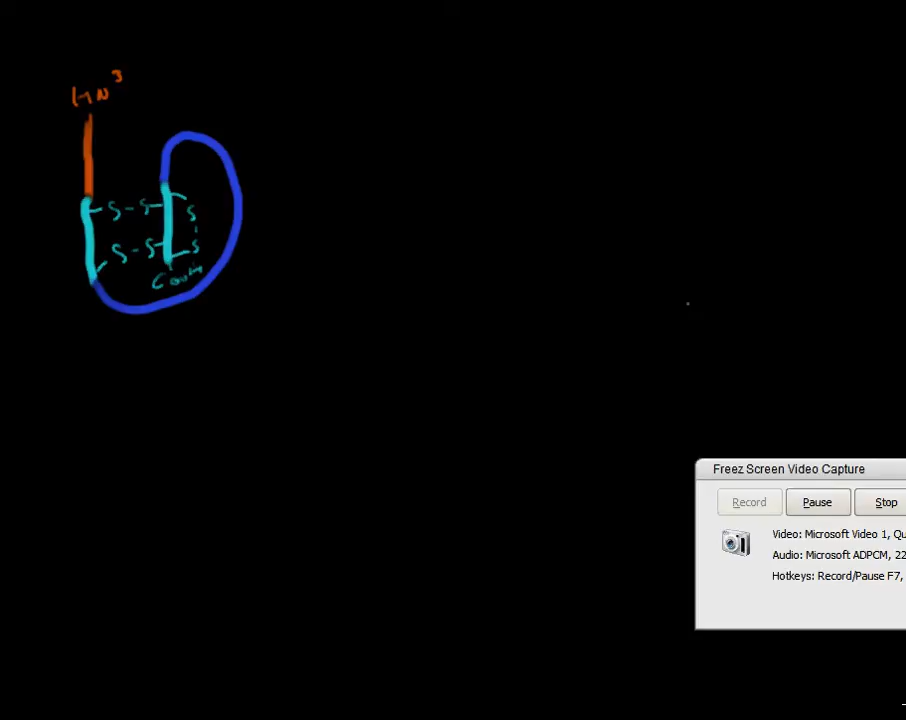 HN3
S-S
S
S-S
S
COOH
Freez Screen Video Capture
Record Pause Stop
Video: Microsoft Video 1, Qu
Audio: Microsoft ADPCM, 22
Hotkeys: Record/Pause F7,